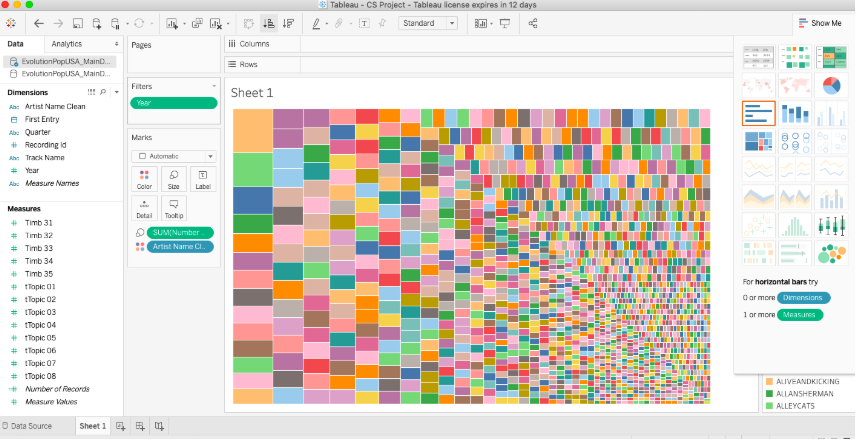 Tableau - CS Project - Tableau license expires in 12 days
Standard
Show Me
Data
Analytics
EvolutionPopUSA_MainD...
EvolutionPopUSA_MainD...
Dimensions
Abc Artist Name Clean
First Entry
Abc Quarter
Recording Id
Abc Track Name
Year
Abc Measure Names
Measures
Timb 31
Timb 32
Timb 33
Timb 34
Timb 35
tTopic 01
tTopic 02
tTopic 03
tTopic 04
tTopic 05
tTopic 06
tTopic 07
tTopic 08
Number of Records
Measure Values
Pages
Filters
Year
Marks
Automatic
Color
Size
Label
Detail
Tooltip
SUM(Number ...
Artist Name Cl...
Columns
Rows
Sheet 1
For horizontal bars try
0 or more Dimensions
1 or more Measures
ALIVEANDKICKING
ALLANSHERMAN
ALLEYCATS
Data Source
Sheet 1